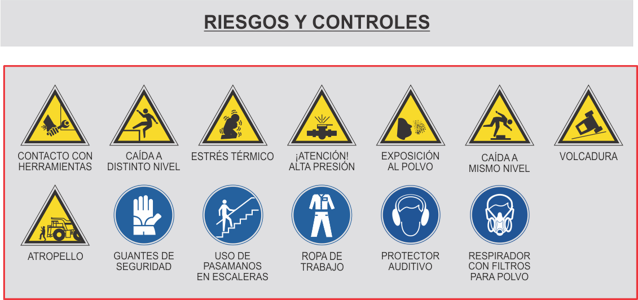 RIESGOS Y CONTROLES
CONTACTO CON
HERRAMIENTAS
CAÍDA A
DISTINTO NIVEL
ESTRÉS TÉRMICO
¡ATENCIÓN!
ALTA PRESIÓN
EXPOSICIÓN
AL POLVO
CAÍDA A
MISMO NIVEL
VOLCADURA
ATROPELLO
GUANTES DE
SEGURIDAD
USO DE
PASAMANOS
EN ESCALERAS
ROPA DE
TRABAJO
PROTECTOR
AUDITIVO
RESPIRADOR
CON FILTROS
PARA POLVO